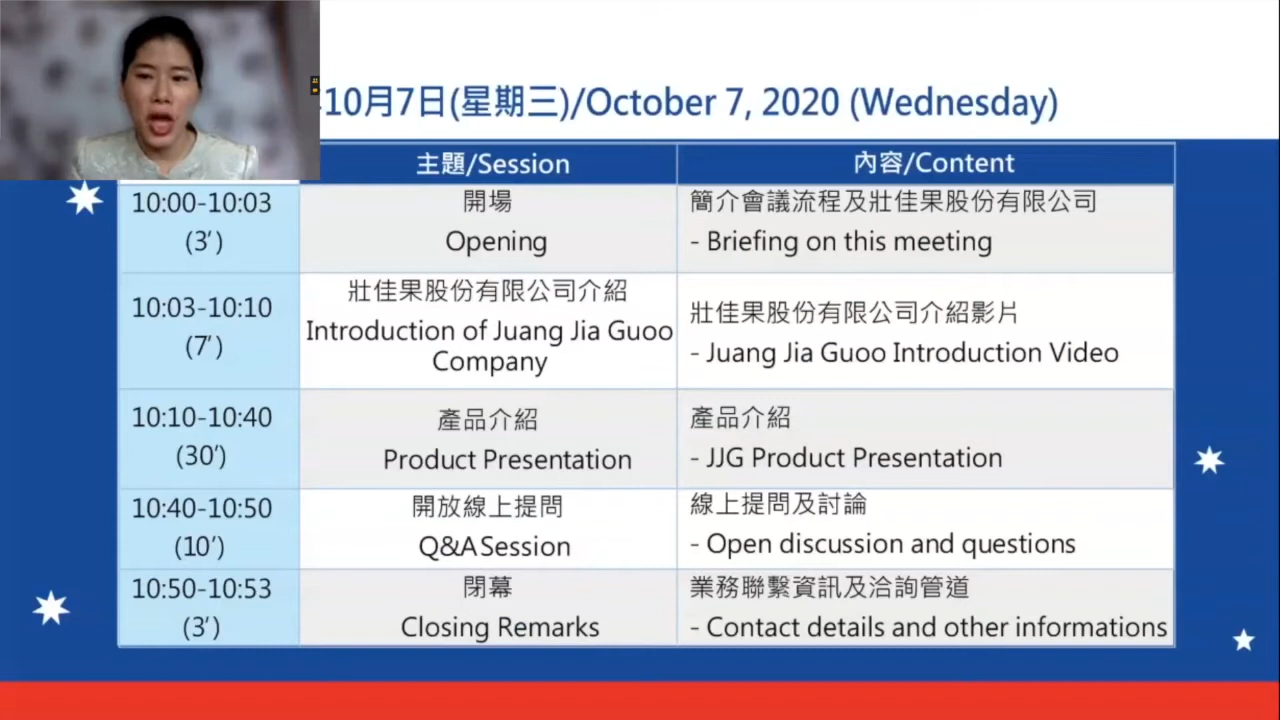 10月7日(星期三)/October 7, 2020 (Wednesday)
主題/Session
內容/Content
10:00-10:03
(3′)
開場
Opening
簡介會議流程及壯佳果股份有限公司
- Briefing on this meeting
10:03-10:10
(7′)
壯佳果股份有限公司介紹
Introduction of Juang Jia Guoo
Company
壯佳果股份有限公司介紹影片
- Juang Jia Guoo Introduction Video
10:10-10:40
(30′)
產品介紹
Product Presentation
產品介紹
- JJG Product Presentation
10:40-10:50
(10′)
開放線上提問
Q&A Session
線上提問及討論
- Open discussion and questions
10:50-10:53
(3′)
閉幕
Closing Remarks
業務聯繫資訊及洽詢管道
- Contact details and other informations